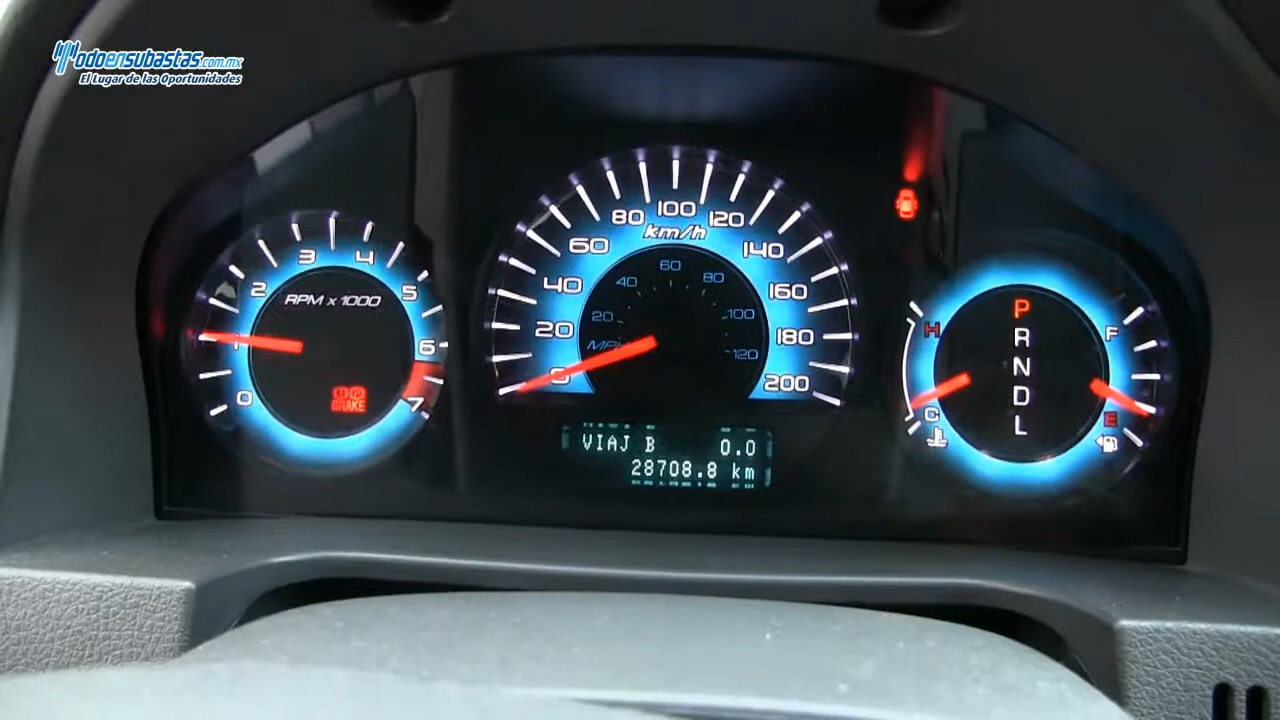 Todoensubastas.com.mx
El Lugar de las Oportunidades
0 1 2 3 4 5 6 7
RPM x 1000
BRAKE
0 20 40 60 80 100 120 140 160 180 200
km/h
20 40 60 80 100 120
MPH
VIAJ B 0.0
28708.8 km
H
C
P
R
N
D
L
F
E